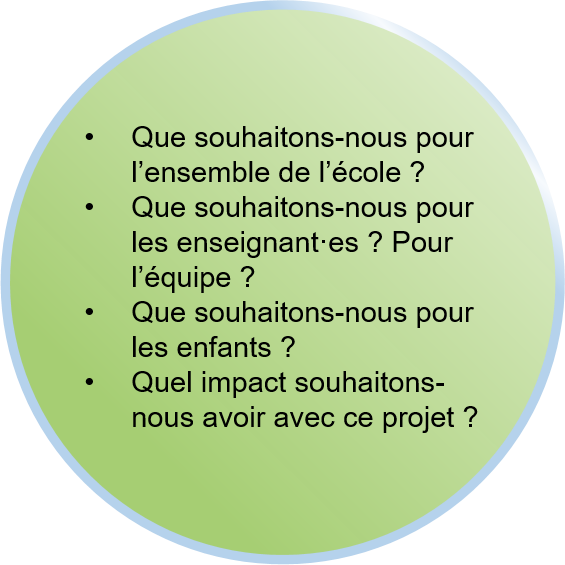 • Que souhaitons-nous pour
l’ensemble de l’école ?
• Que souhaitons-nous pour
les enseignant·es ? Pour
l’équipe ?
• Que souhaitons-nous pour
les enfants ?
• Quel impact souhaitons-
nous avoir avec ce projet ?